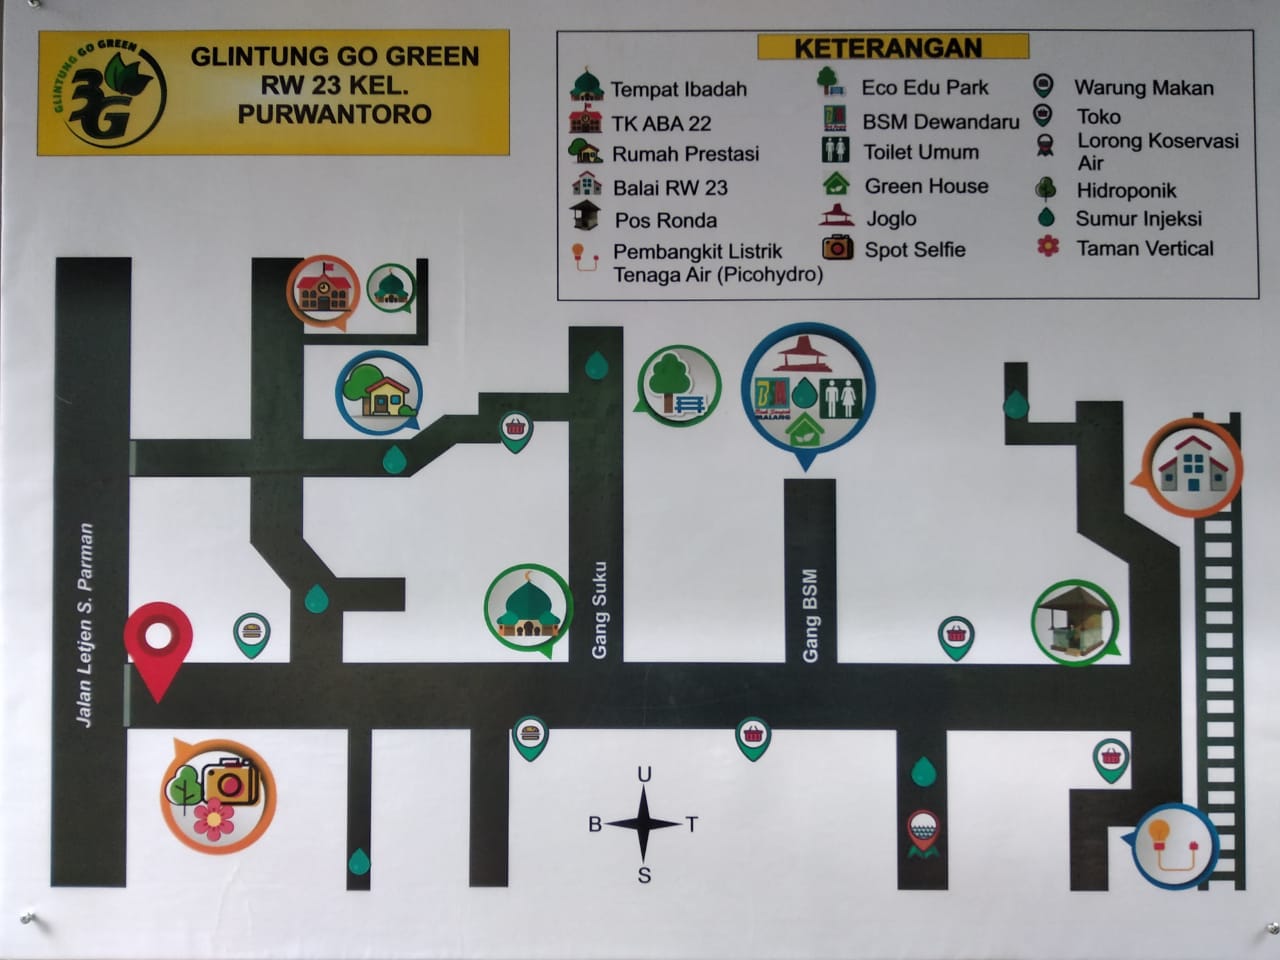 GLINTUNG GO GREEN
3G
GLINTUNG GO GREEN
RW 23 KEL.
PURWANTORO
KETERANGAN
Tempat Ibadah
TK ABA 22
Rumah Prestasi
Balai RW 23
Pos Ronda
Pembangkit Listrik
Tenaga Air (Picohydro)
Eco Edu Park
BSM Dewandaru
Toilet Umum
Green House
Joglo
Spot Selfie
Warung Makan
Toko
Lorong Koservasi
Air
Hidroponik
Sumur Injeksi
Taman Vertical
BSM
MALANG
Jalan Letjen S. Parman
Gang Suku
Gang BSM
U
B
T
S